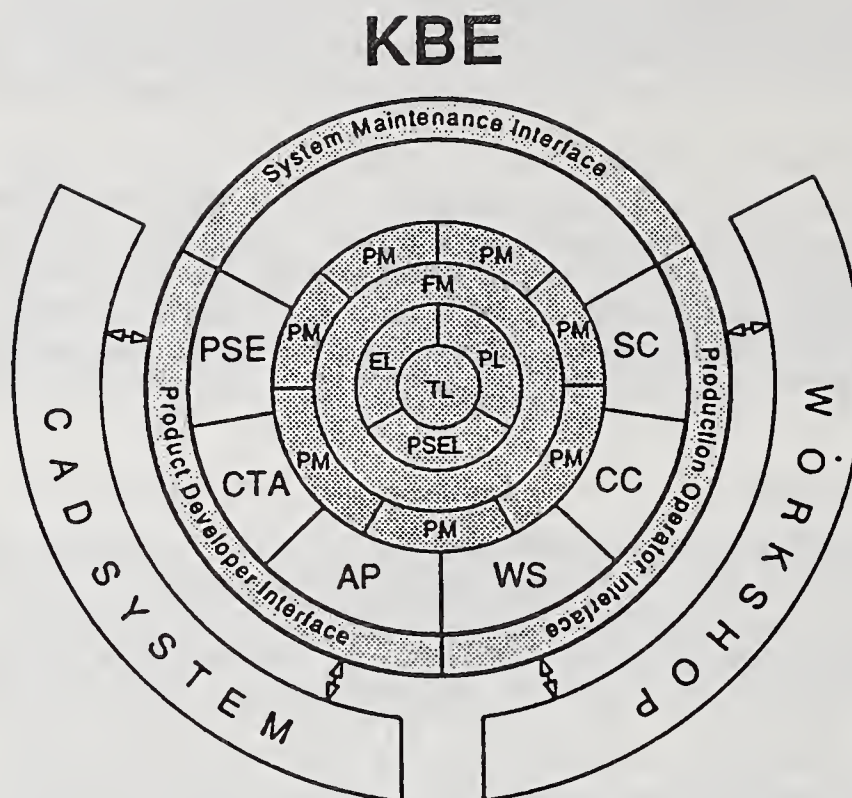 KBE
System Maintenance Interface
PM PM
FM
PM PM
PSE SC
EL PL
TL
PSEL
CTA PM PM CC
PM
AP WS
Product Developer Interface
Production Operator Interface
CAD SYSTEM
WORKSHOP